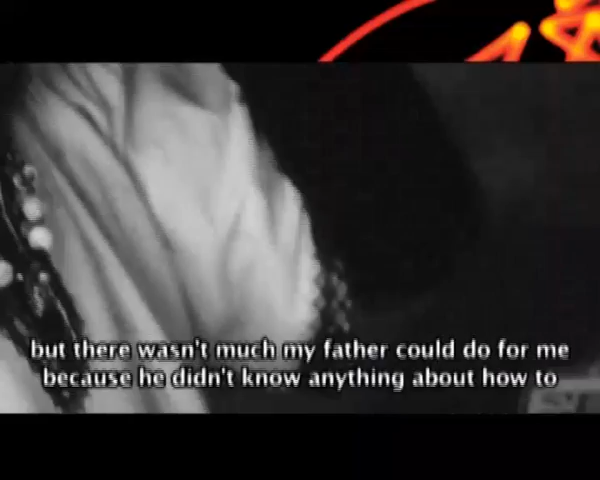 but there wasn't much my father could do for me
because he didn't know anything about how to